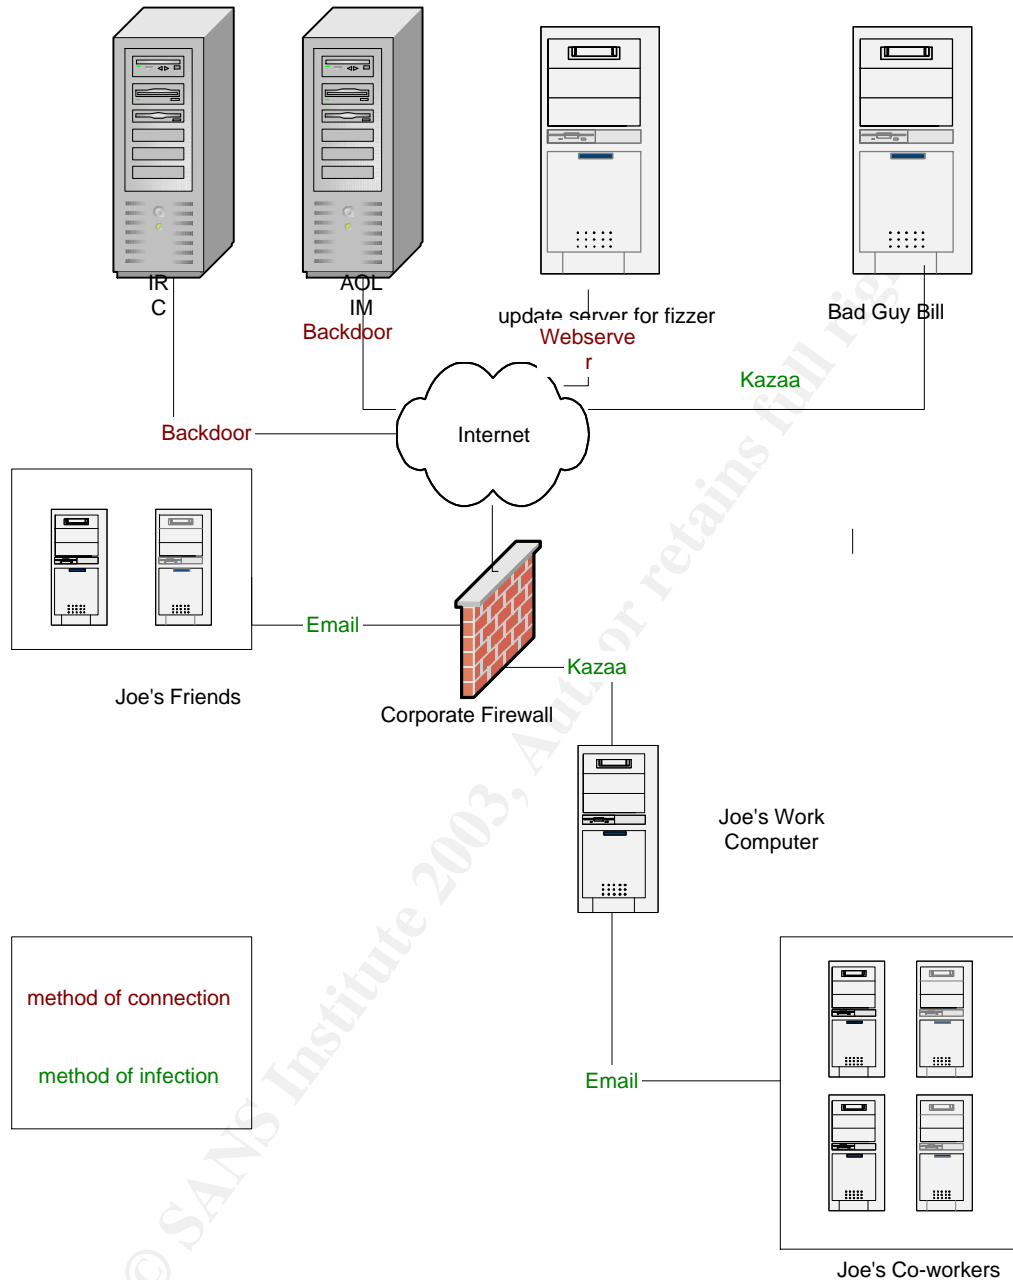 IR
C
AOL
IM
Backdoor
update server for fizzer
Webserve
r
Bad Guy Bill
Kazaa
Backdoor
Internet
Email
Kazaa
Joe's Friends
Corporate Firewall
Joe's Work
Computer
method of connection
method of infection
Email
Joe's Co-workers
© SANS Institute 2003, Author retains full righ